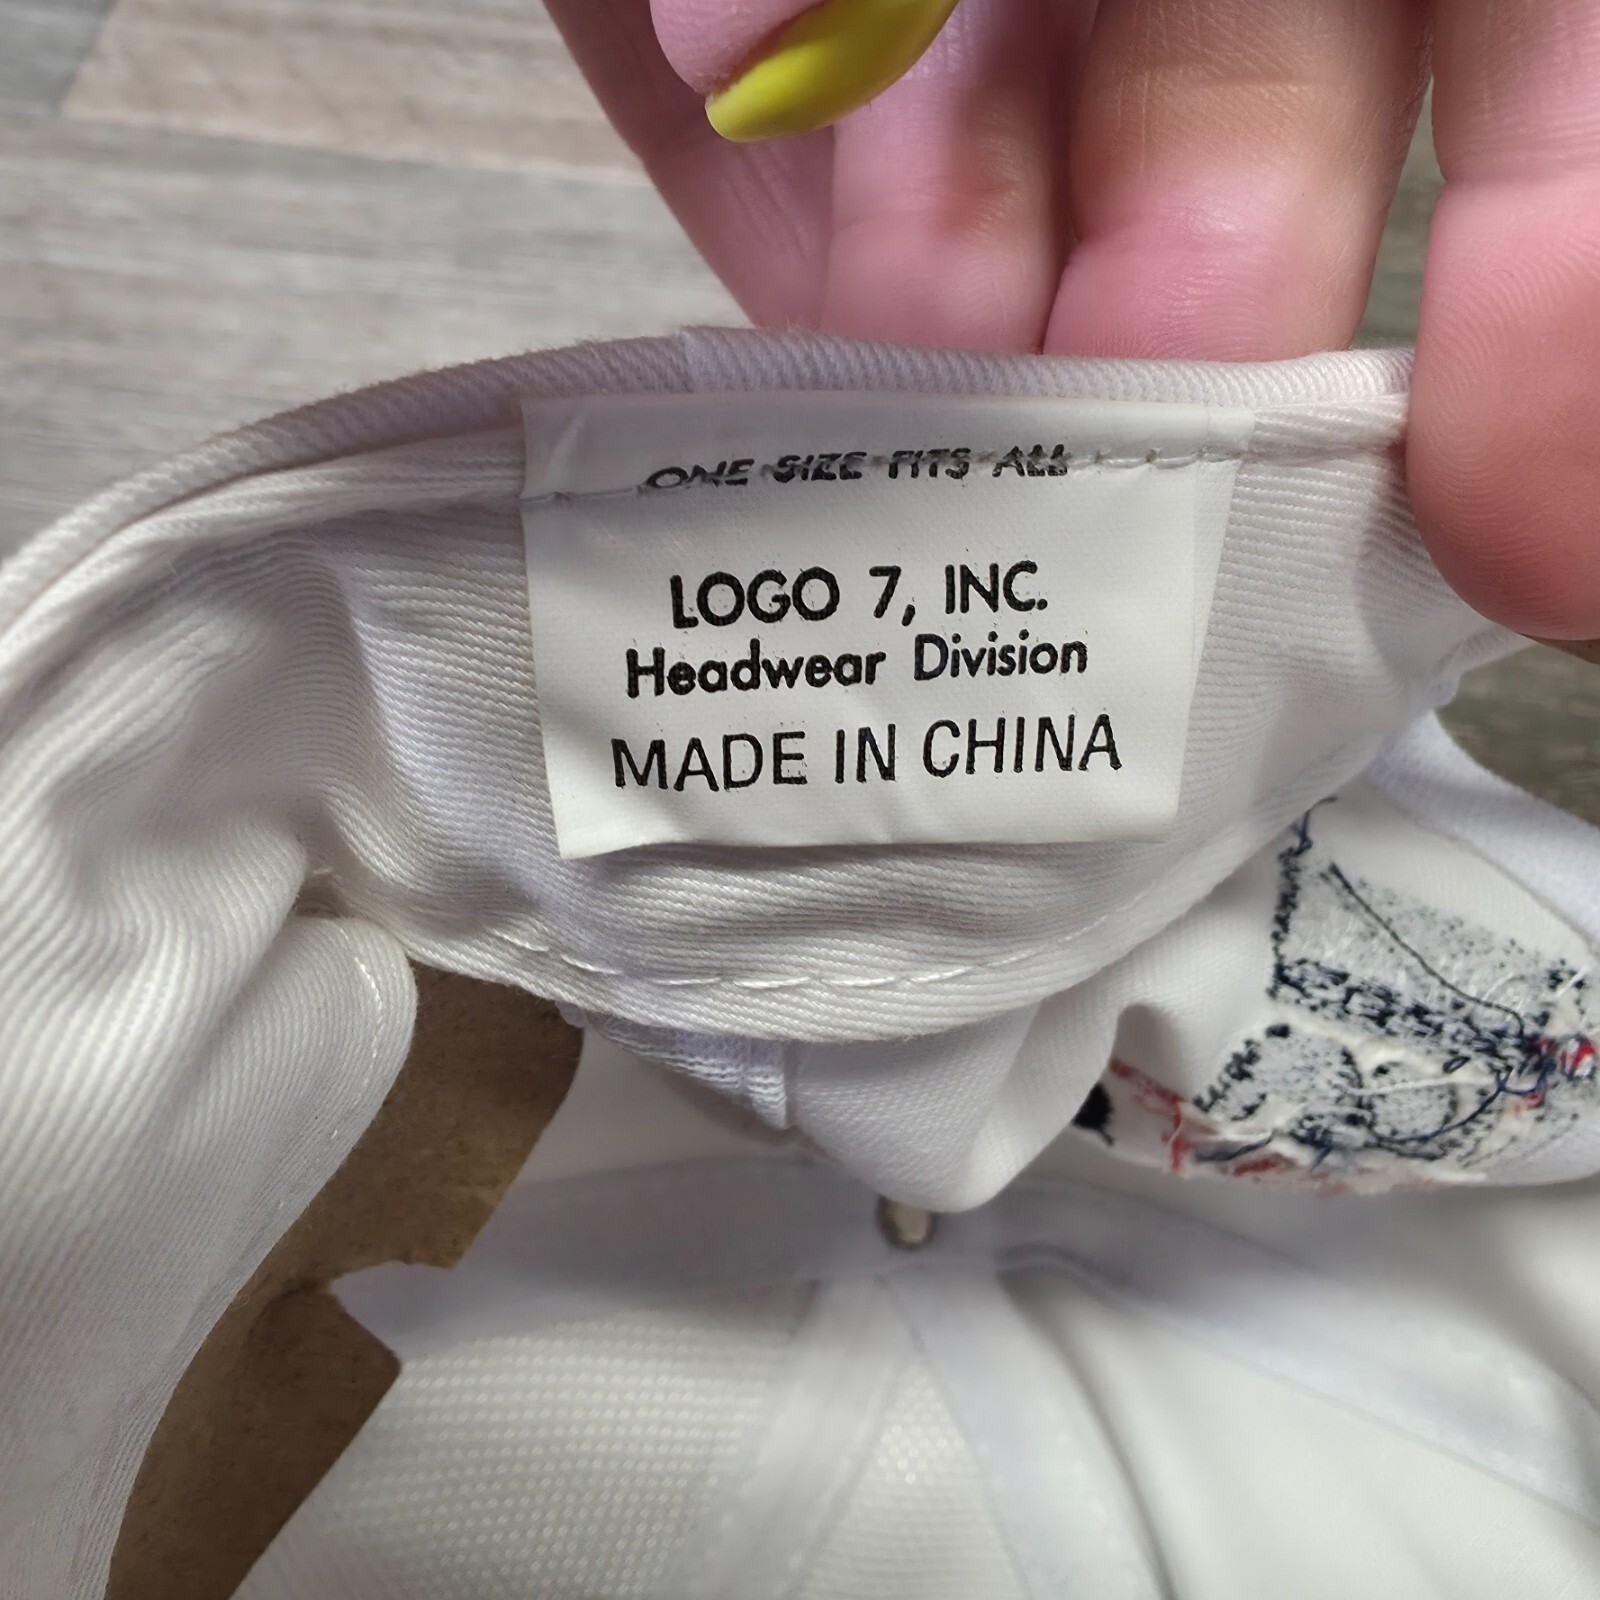 ONE SIZE FITS ALL
LOGO 7, INC.
Headwear Division
MADE IN CHINA